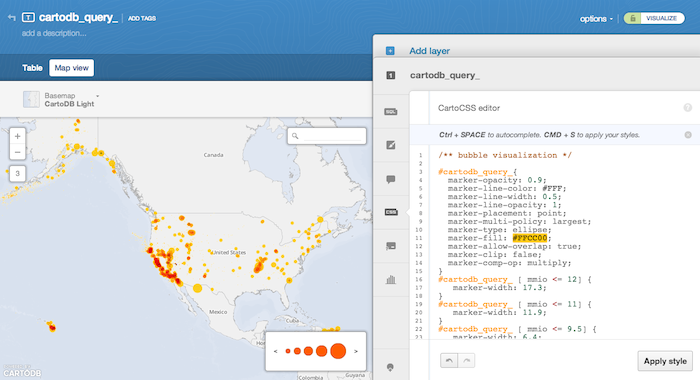 cartodb_query_
ADD TAGS
add a description...
options
VISUALIZE
Table
Map view
Add layer
1
cartodb_query_
Basemap
CartoDB Light
SQL
CSS
+
-
3
Canada
United States
Mexico
Cuba
Colombia
Guyana
<
>
CARTODB
CartoCSS editor
?
Ctrl + SPACE to autocomplete. CMD + S to apply your styles.
1 /** bubble visualization */
2
3 #cartodb_query_{
4 marker-opacity: 0.9;
5 marker-line-color: #FFF;
6 marker-line-width: 0.5;
7 marker-line-opacity: 1;
8 marker-placement: point;
9 marker-multi-policy: largest;
10 marker-type: ellipse;
11 marker-fill: #FFCC00;
12 marker-allow-overlap: true;
13 marker-clip: false;
14 marker-comp-op: multiply;
15 }
16 #cartodb_query_ [ mmio <= 12] {
17 marker-width: 17.3;
18 }
19 #cartodb_query_ [ mmio <= 11] {
20 marker-width: 11.9;
21 }
22 #cartodb_query_ [ mmio <= 9.5] {
23 marker-width: 6.4;
Apply style